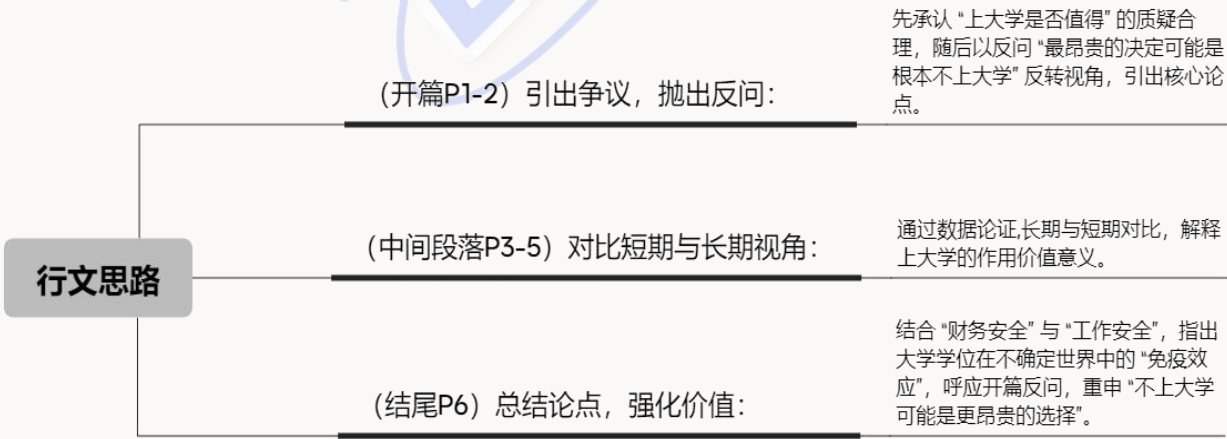 行文思路
（开篇P1-2）引出争议，抛出反问：
先承认 “上大学是否值得” 的质疑合
理，随后以反问 “最昂贵的决定可能是
根本不上大学” 反转视角，引出核心论
点。
（中间段落P3-5）对比短期与长期视角：
通过数据论证,长期与短期对比，解释
上大学的作用价值意义。
（结尾P6）总结论点，强化价值：
结合 “财务安全” 与 “工作安全”，指出
大学学位在不确定世界中的 “免疫效
应”，呼应开篇反问，重申 “不上大学
可能是更昂贵的选择”。